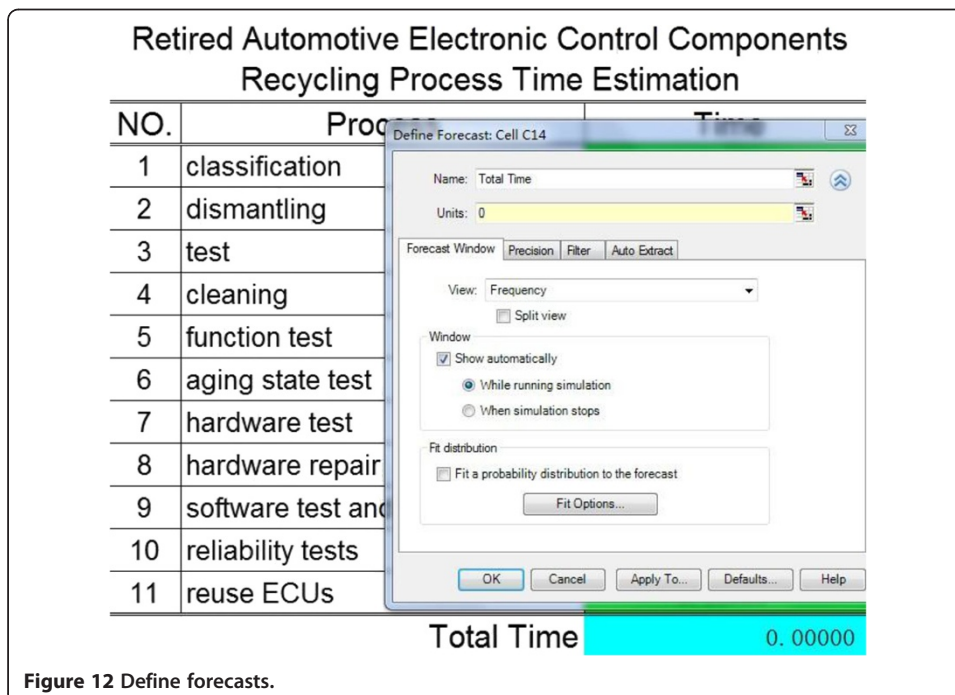 Retired Automotive Electronic Control Components
Recycling Process Time Estimation
NO.
Define Forecast: Cell C14
Name: Total Time
Units: 0
Forecast Window Precision Filter Auto Extract
View: Frequency
Split view
Window
Show automatically
While running simulation
When simulation stops
Fit distribution
Fit a probability distribution to the forecast
Fit Options...
OK Cancel Apply To... Defaults... Help
1 classification
2 dismantling
3 test
4 cleaning
5 function test
6 aging state test
7 hardware test
8 hardware repair
9 software test and
10 reliability tests
11 reuse ECUs
Total Time 0.00000
Figure 12 Define forecasts.